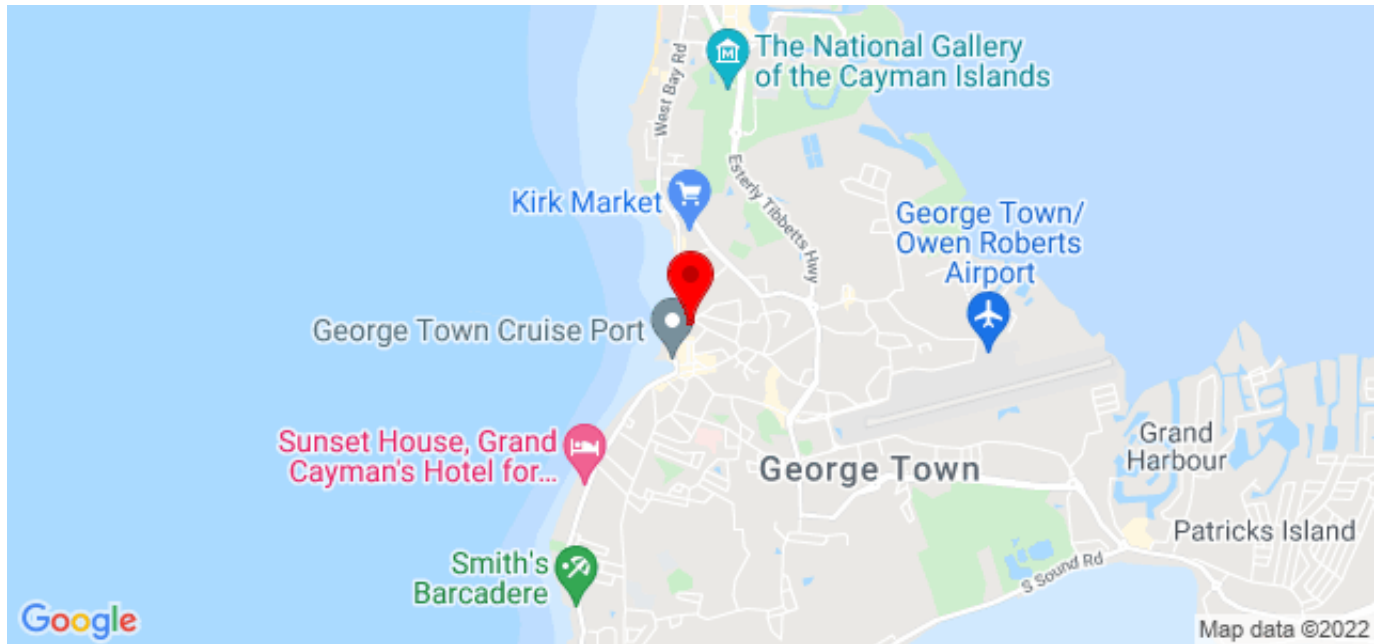 The National Gallery
of the Cayman Islands
West Bay Rd
Esterly Tibbetts Hwy
Kirk Market
George Town/
Owen Roberts
Airport
George Town Cruise Port
Sunset House, Grand
Cayman's Hotel for...
George Town
Grand
Harbour
Patricks Island
Smith's
Barcadere
S Sound Rd
Google
Map data ©2022